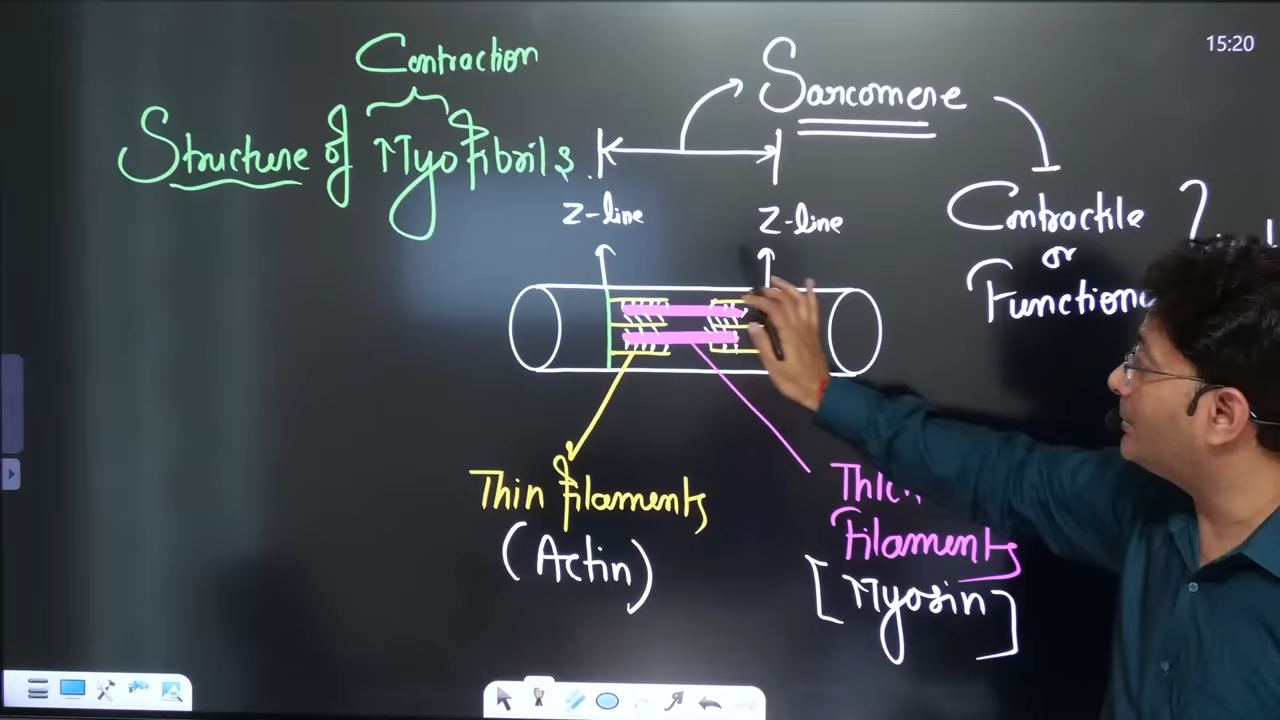 15:20
Contraction
Structure of Myofibrils.
Sarcomere
Z-line
Z-line
Contractile
or
?
Thin filaments
(Actin)
Filaments
[Myosin]